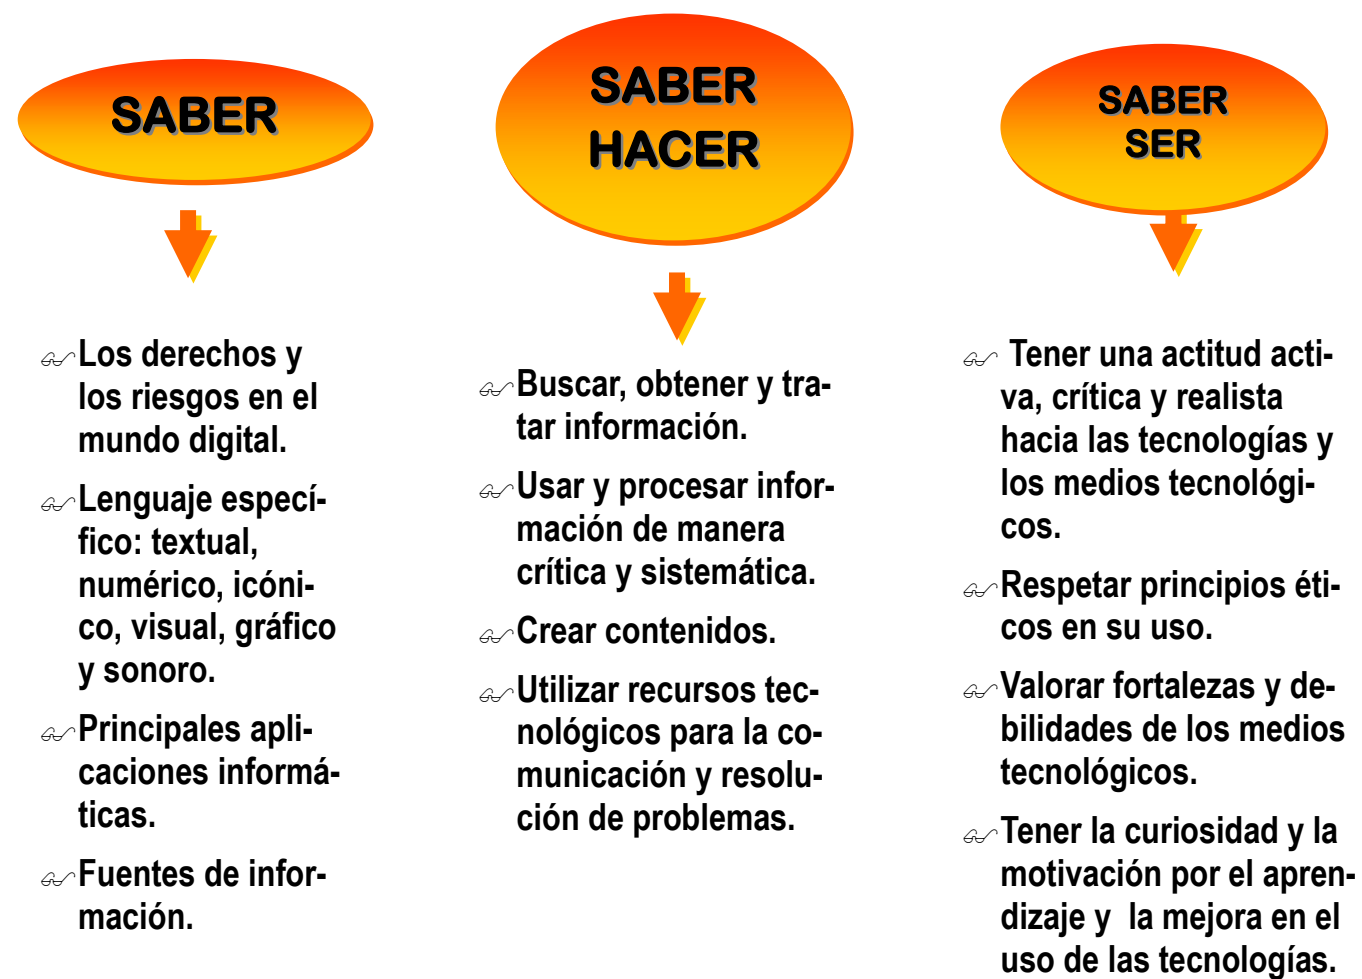 SABER
Los derechos y
los riesgos en el
mundo digital.
Lenguaje especí-
fico: textual,
numérico, icóni-
co, visual, gráfico
y sonoro.
Principales apli-
caciones informá-
ticas.
Fuentes de infor-
mación.
SABER
HACER
Buscar, obtener y tra-
tar información.
Usar y procesar infor-
mación de manera
crítica y sistemática.
Crear contenidos.
Utilizar recursos tec-
nológicos para la co-
municación y resolu-
ción de problemas.
SABER
SER
Tener una actitud acti-
va, crítica y realista
hacia las tecnologías y
los medios tecnológi-
cos.
Respetar principios éti-
cos en su uso.
Valorar fortalezas y de-
bilidades de los medios
tecnológicos.
Tener la curiosidad y la
motivación por el apren-
dizaje y  la mejora en el
uso de las tecnologías.